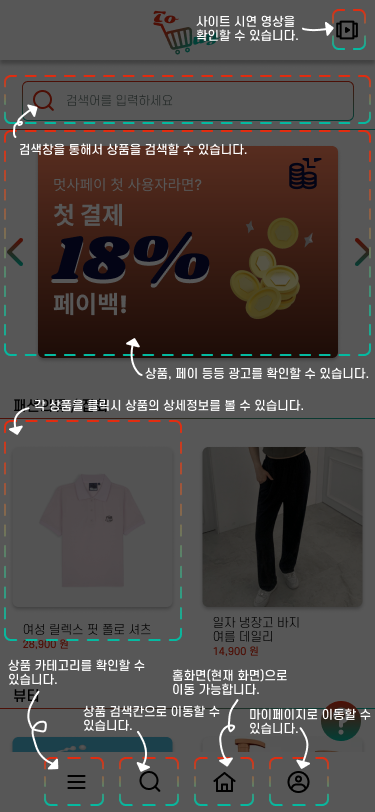 To
사이트 시연 영상을
확인할 수 있습니다.
검색어를 입력하세요
검색창을 통해서 상품을 검색할 수 있습니다.
멋사페이 첫 사용자라면?
첫 결제
18%
페이백!
상품, 페이 등등 광고를 확인할 수 있습니다.
각 상품을 클릭시 상품의 상세정보를 볼 수 있습니다.
여성 릴렉스 핏 폴로 셔츠
28,900 원
일자 냉장고 바지
여름 데일리
14,900 원
상품 카테고리를 확인할 수
있습니다.
홈화면(현재 화면)으로
이동 가능합니다.
뷰티
상품 검색칸으로 이동할 수
있습니다.
마이페이지로 이동할 수
있습니다.
?